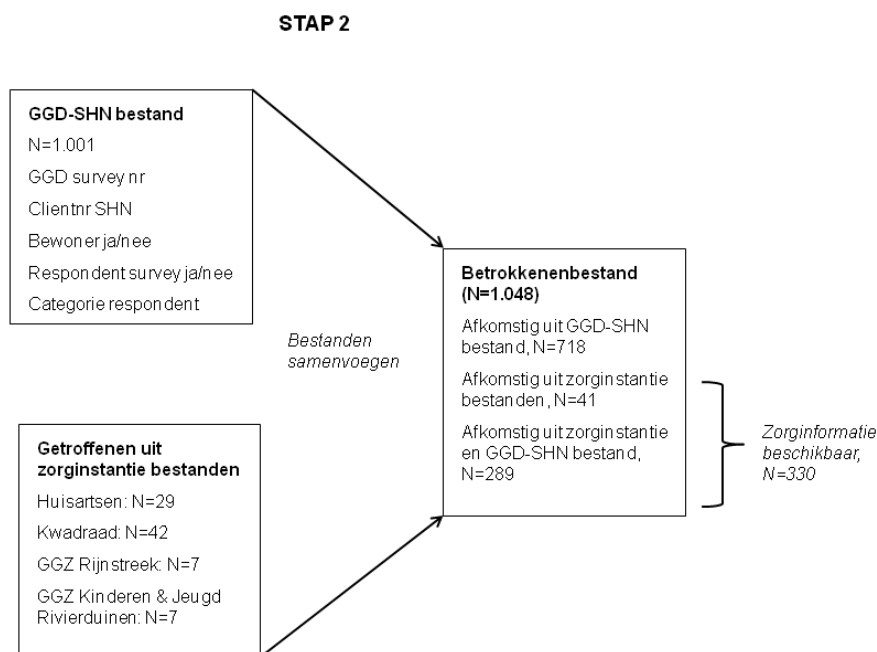 STAP 2
GGD-SHN bestand
N=1.001
GGD survey nr
Clientnr SHN
Bewoner ja/nee
Respondent survey ja/nee
Categorie respondent
Bestanden
samenvoegen
Getroffenen uit
zorginstantie bestanden
Huisartsen: N=29
Kwadraad: N=42
GGZ Rijnstreek: N=7
GGZ Kinderen & Jeugd
Rivierduinen: N=7
Betrokkenenbestand
(N=1.048)
Afkomstig uit GGD-SHN
bestand, N=718
Afkomstig uit zorginstantie
bestanden, N=41
Afkomstig uit zorginstantie
en GGD-SHN bestand,
N=289
Zorginformatie
beschikbaar,
N=330